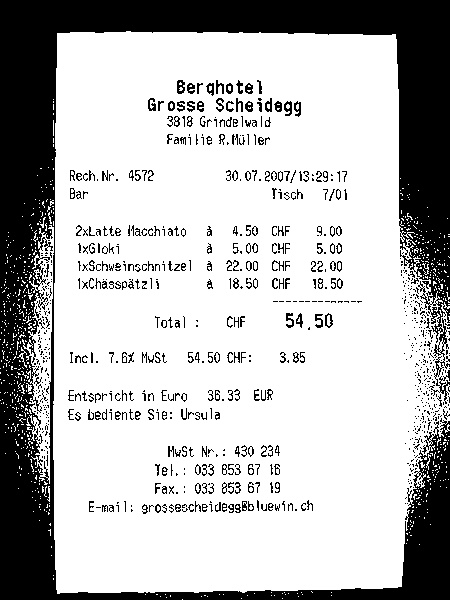 Berghotel
Grosse Scheidegg
3818 Grindelwald
Familie R.Müller
Rech.Nr. 4572 30.07.2007/13:29:17
Bar Tisch 7/01
2xLatte Macchiato à 4.50 CHF 9.00
1xGloki à 5.00 CHF 5.00
1xSchweinschnitzel à 22.00 CHF 22.00
1xChässpätzli à 18.50 CHF 18.50
Total : CHF 54.50
Incl. 7.6% MwSt 54.50 CHF: 3.85
Entspricht in Euro 36.33 EUR
Es bediente Sie: Ursula
MwSt Nr.: 430 234
Tel.: 033 853 67 16
Fax.: 033 853 67 19
E-mail: grossescheidegg@bluewin.ch